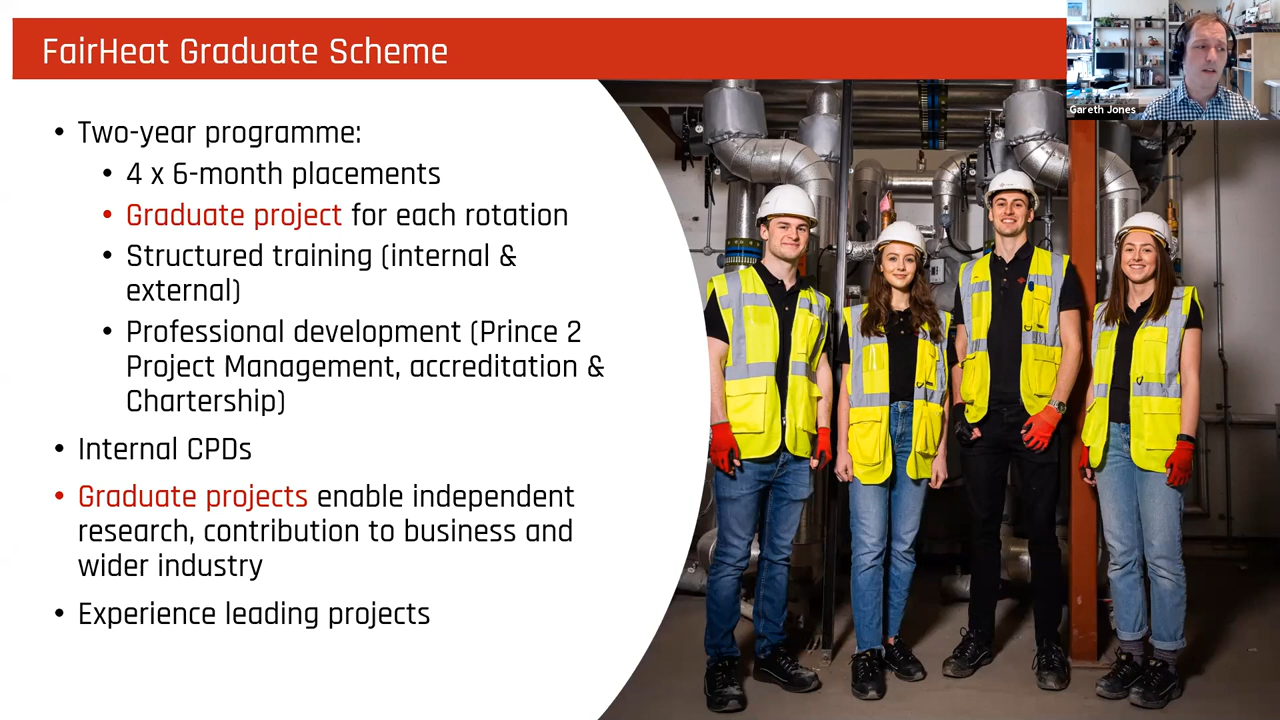 FairHeat Graduate Scheme
Gareth Jones
• Two-year programme:
• 4 x 6-month placements
• Graduate project for each rotation
• Structured training (internal &
external)
• Professional development (Prince 2
Project Management, accreditation &
Chartership)
• Internal CPDs
• Graduate projects enable independent
research, contribution to business and
wider industry
• Experience leading projects